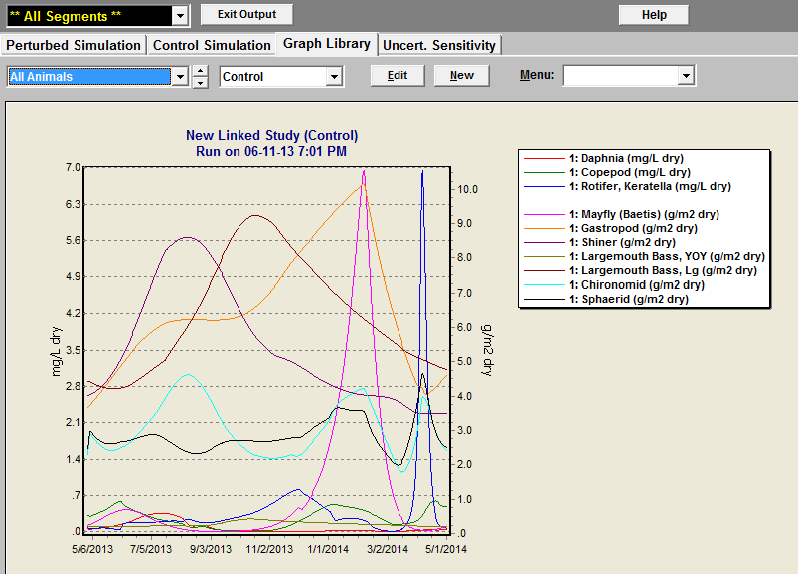 ** All Segments **
Exit Output
Help
Perturbed Simulation
Control Simulation
Graph Library
Uncert. Sensitivity
All Animals
Control
Edit
New
Menu:
New Linked Study (Control)
Run on 06-11-13 7:01 PM
7.0
6.3
5.6
4.9
4.2
3.5
2.8
2.1
1.4
.7
.0
mg/L dry
10.0
9.0
8.0
7.0
6.0
5.0
4.0
3.0
2.0
1.0
.0
g/m2 dry
5/6/2013
7/5/2013
9/3/2013
11/2/2013
1/1/2014
3/2/2014
5/1/2014
1: Daphnia (mg/L dry)
1: Copepod (mg/L dry)
1: Rotifer, Keratella (mg/L dry)
1: Mayfly (Baetis) (g/m2 dry)
1: Gastropod (g/m2 dry)
1: Shiner (g/m2 dry)
1: Largemouth Bass, YOY (g/m2 dry)
1: Largemouth Bass, Lg (g/m2 dry)
1: Chironomid (g/m2 dry)
1: Sphaerid (g/m2 dry)